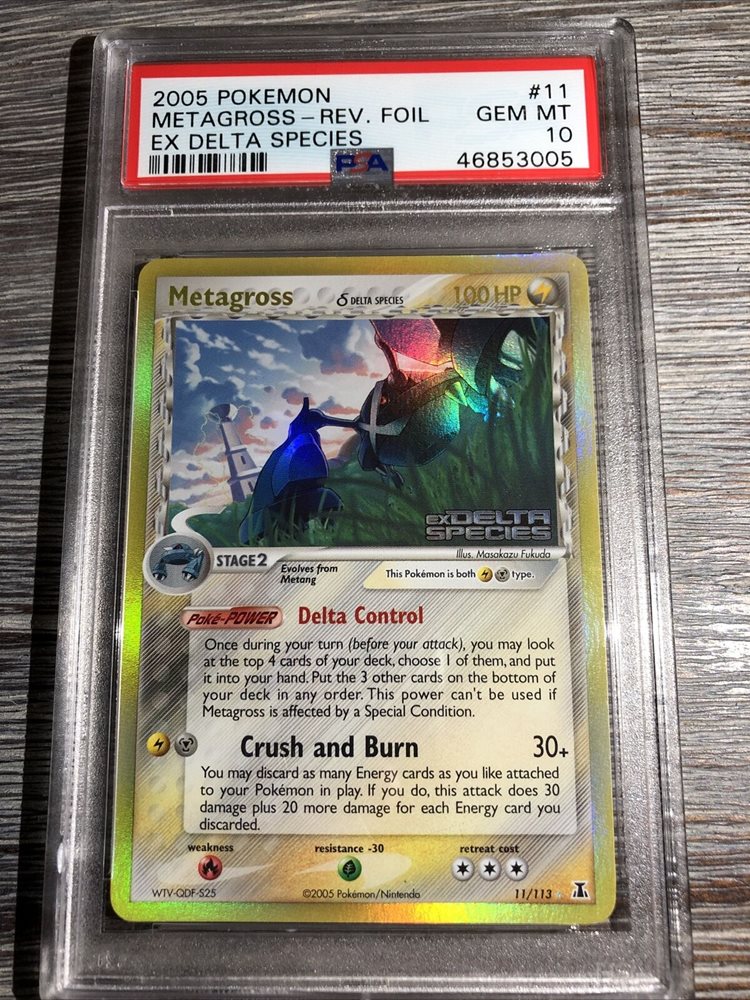 2005 POKEMON #11
METAGROSS-REV. FOIL GEM MT
EX DELTA SPECIES 10
PSA 46853005
Metagross δ DELTA SPECIES 100 HP
EX DELTA
SPECIES
Illus. Masakazu Fukuda
STAGE 2
Evolves from
Metang
This Pokémon is both type.
Poké-POWER Delta Control
Once during your turn (before your attack), you may look
at the top 4 cards of your deck, choose 1 of them, and put
it into your hand. Put the 3 other cards on the bottom of
your deck in any order. This power can't be used if
Metagross is affected by a Special Condition.
Crush and Burn 30+
You may discard as many Energy cards as you like attached
to your Pokémon in play. If you do, this attack does 30
damage plus 20 more damage for each Energy card you
discarded.
weakness resistance -30 retreat cost
WTV-QDF-S25 ©2005 Pokémon/Nintendo 11/113